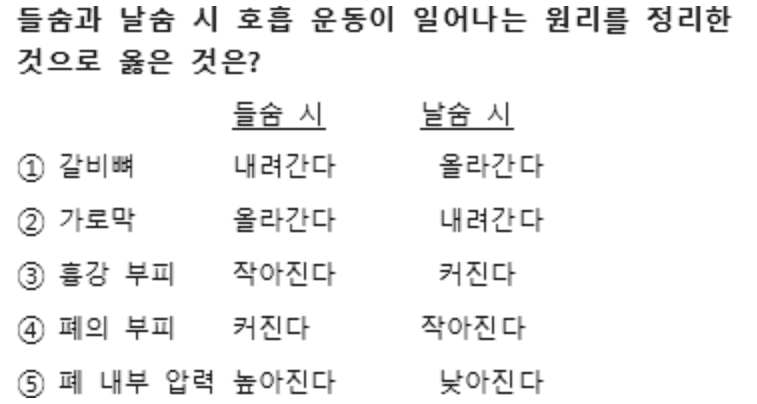 들숨과 날숨 시 호흡 운동이 일어나는 원리를 정리한
것으로 옳은 것은?
들숨 시 날숨 시
① 갈비뼈 내려간다 올라간다
② 가로막 올라간다 내려간다
③ 흉강 부피 작아진다 커진다
④ 폐의 부피 커진다 작아진다
⑤ 폐 내부 압력 높아진다 낮아진다